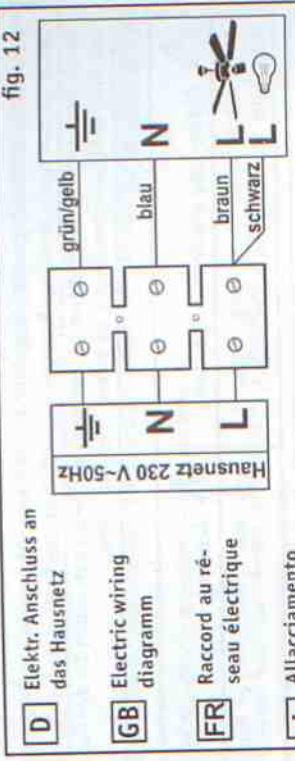 fig. 12
D
Elektr. Anschluss an
das Hausnetz
GB
Electric wiring
diagramm
FR
Raccord au ré-
seau électrique
Allacciamento
Hausnetz 230 V~50Hz
N
L
grün/gelb
blau
braun
schwarz
N
L
L